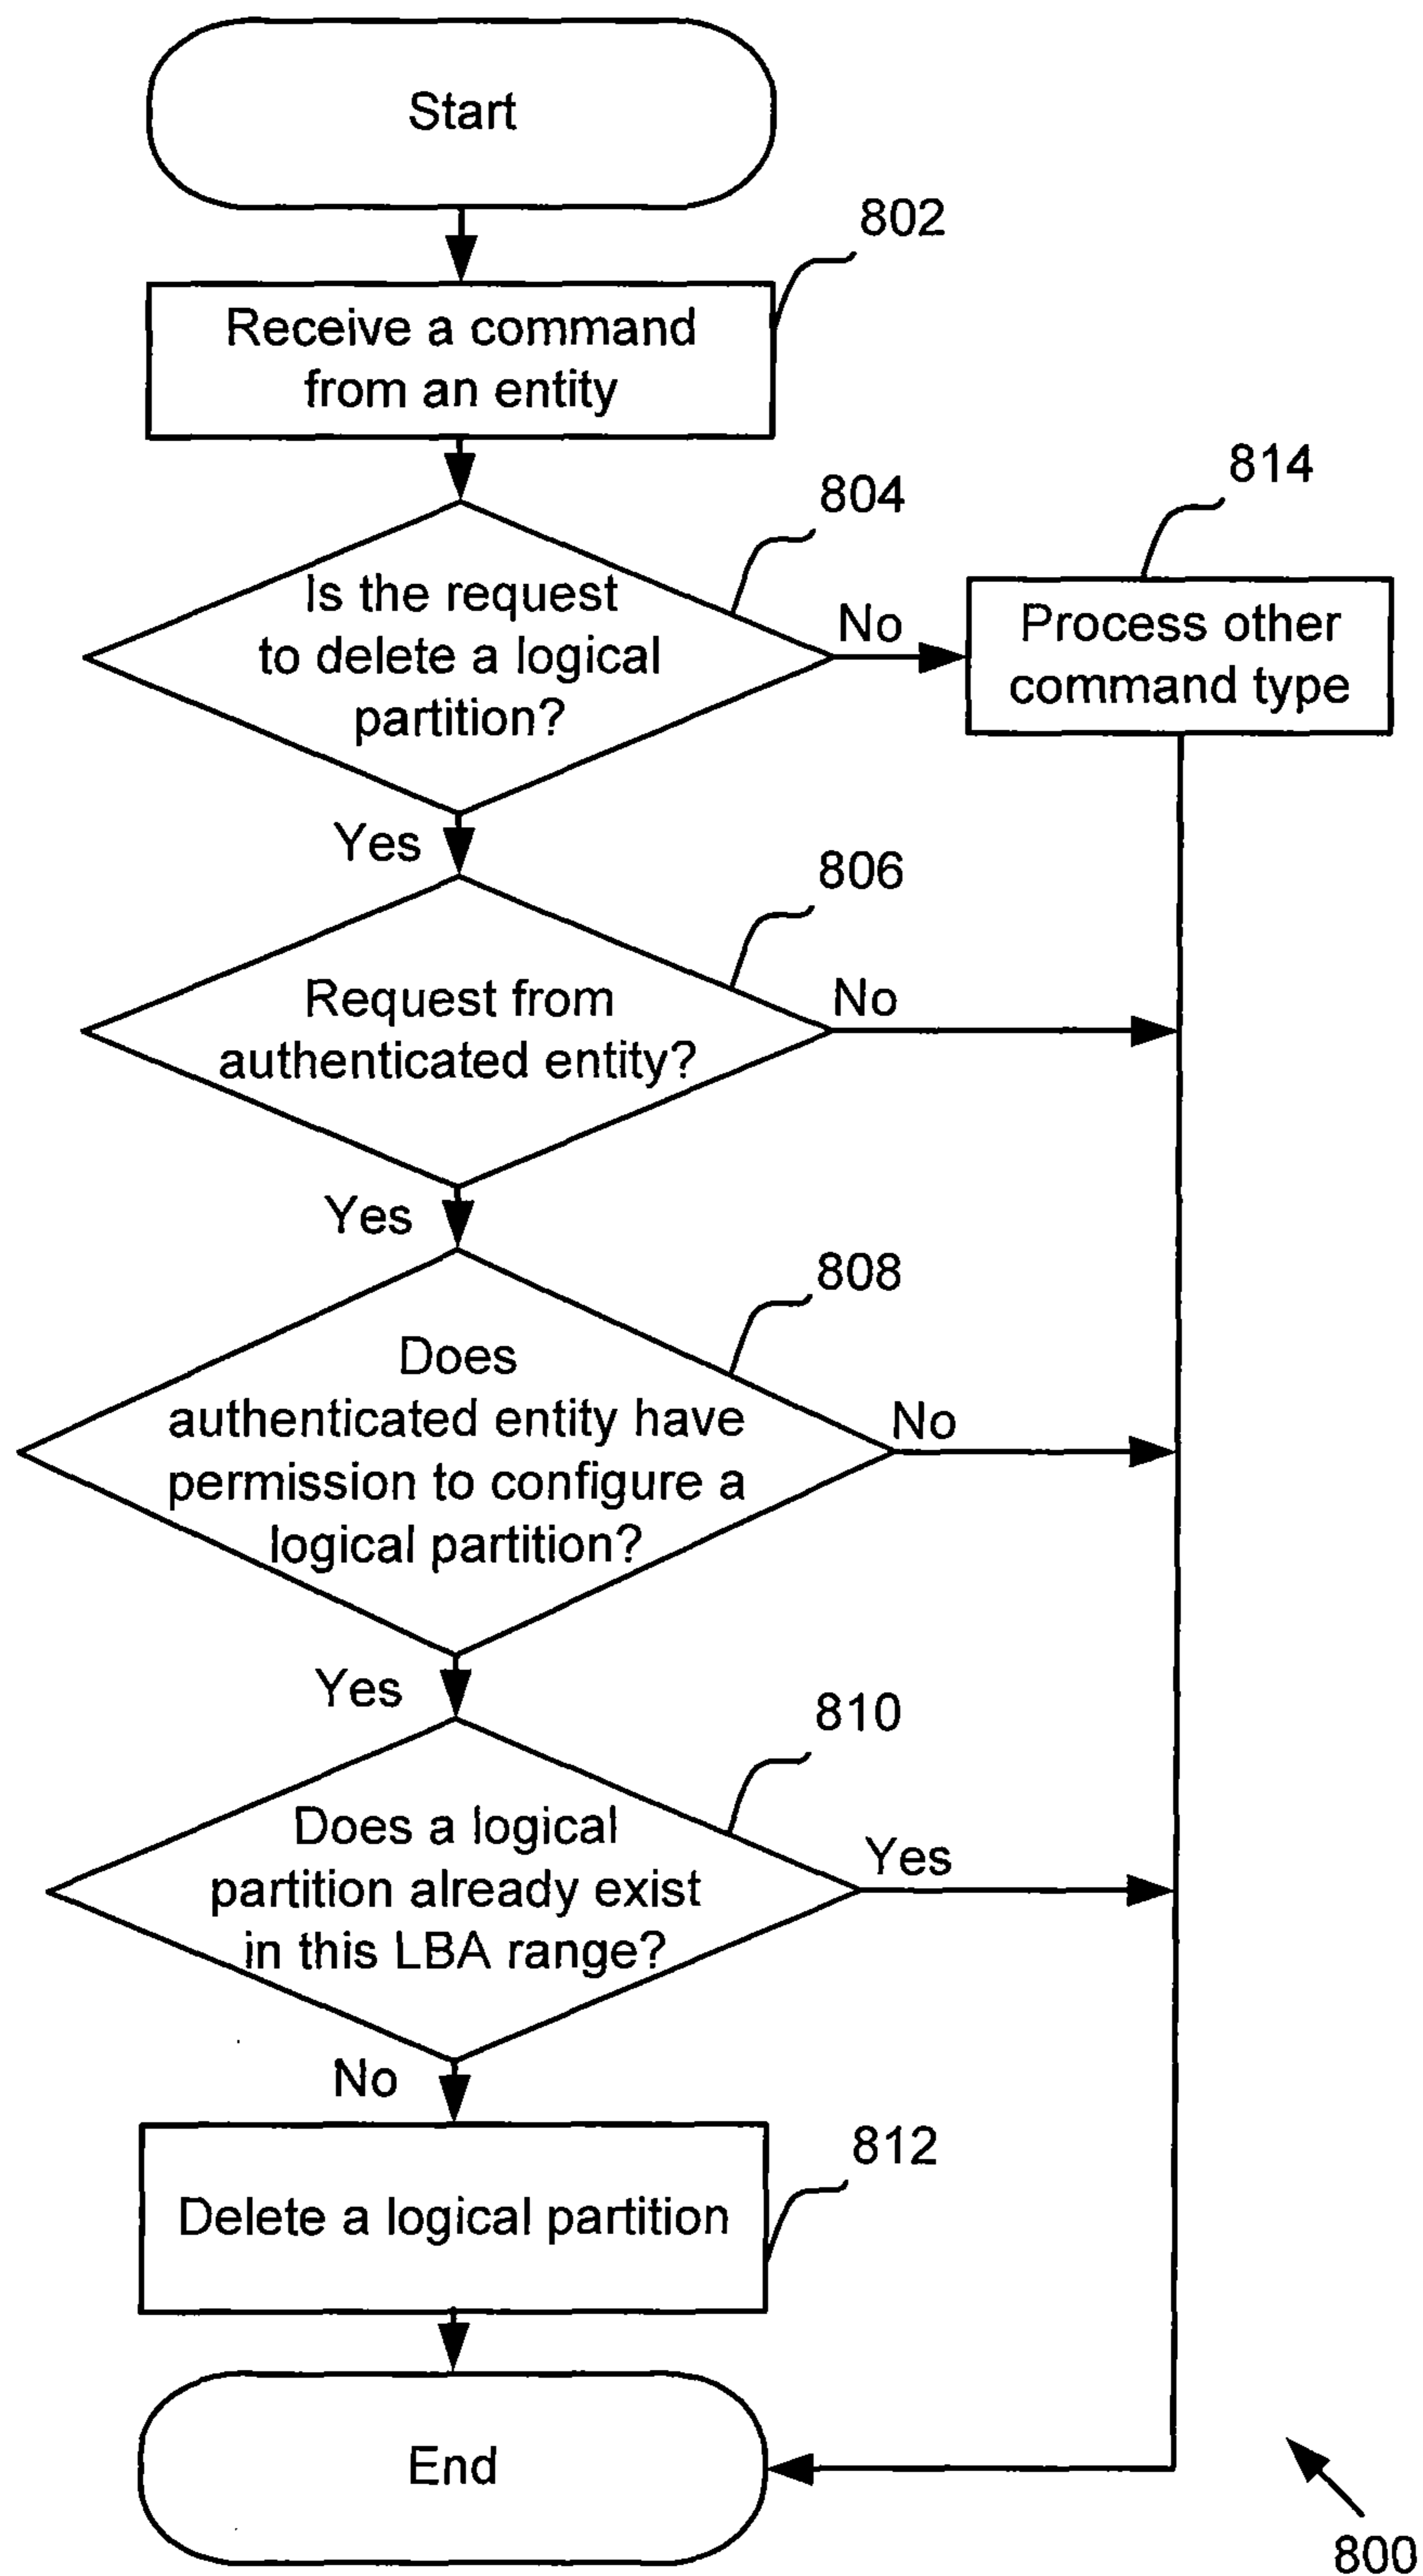 Start
802
Receive a command
from an entity
804
Is the request
to delete a logical
partition?
No
814
Process other
command type
Yes
806
Request from
authenticated entity?
No
Yes
808
Does
authenticated entity have
permission to configure a
logical partition?
No
Yes
810
Does a logical
partition already exist
in this LBA range?
Yes
No
812
Delete a logical partition
End
800